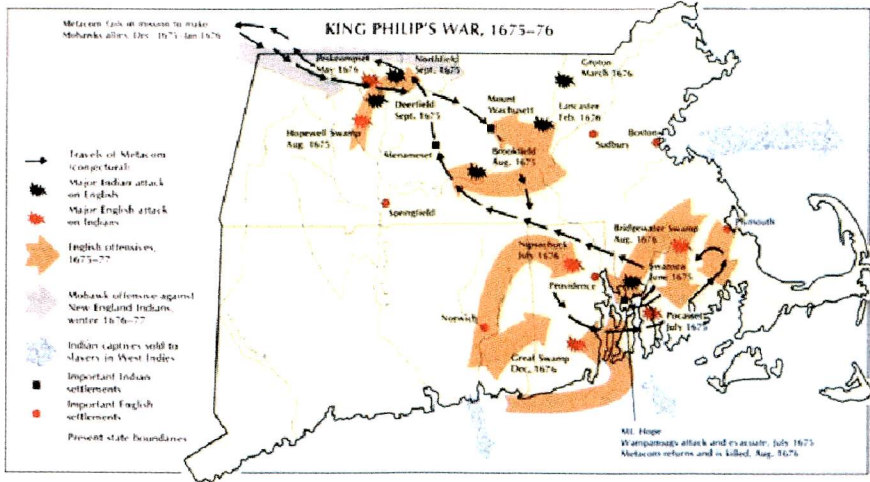 KING PHILIP'S WAR, 1675–76
Metacom fails in mission to make
Mohawks allies, Dec. 1675–Jan 1676
Peskeompset
May 1676
Northfield
Sept. 1675
Groton
March 1676
Deerfield
Sept. 1675
Mount
Wachusett
Lancaster
Feb. 1676
Hopewell Swamp
Aug. 1675
Menameset
Brookfield
Aug. 1675
Sudbury
Boston
Springfield
Bridgewater Swamp
Aug. 1676
Plymouth
Nipsachuck
July 1676
Swansea
June 1675
Providence
Norwich
Pocasset
July 1675
Great Swamp
Dec. 1676
Mt. Hope
Wampanoags attack and evacuate, July 1675
Metacom returns and is killed, Aug. 1676
Travels of Metacom
(conjectural)
Major Indian attack
on English
Major English attack
on Indians
English offensives,
1675–77
Mohawk offensive against
New England Indians,
winter 1676–77
Indian captives sold to
slavers in West Indies
Important Indian
settlements
Important English
settlements
Present state boundaries